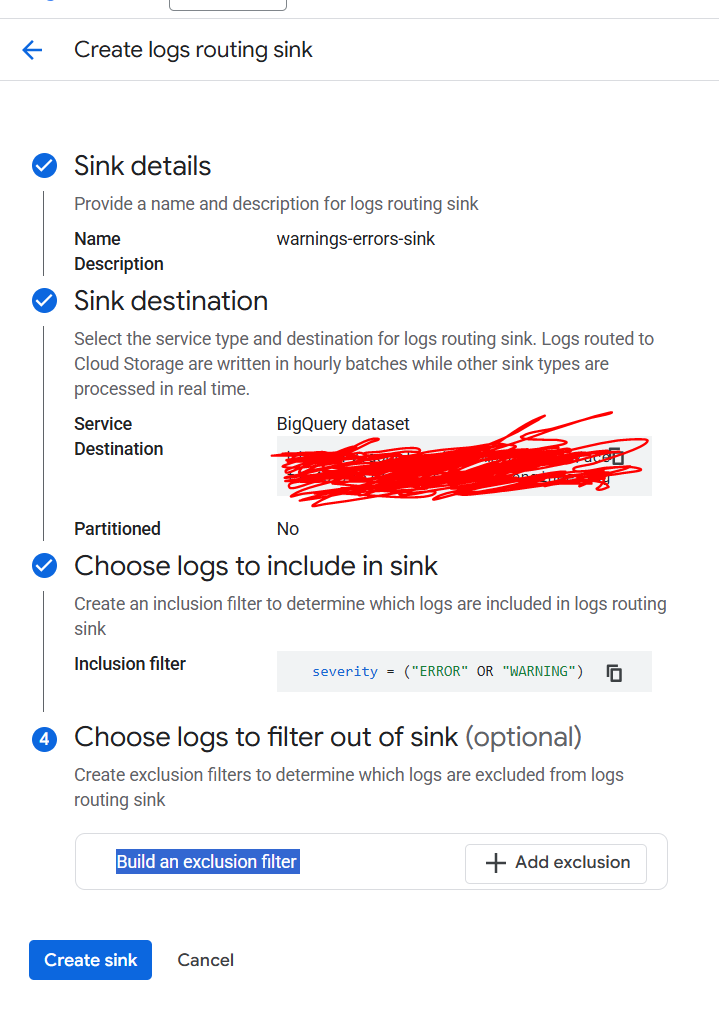 Create logs routing sink
Sink details
Provide a name and description for logs routing sink
Name warnings-errors-sink
Description
Sink destination
Select the service type and destination for logs routing sink. Logs routed to
Cloud Storage are written in hourly batches while other sink types are
processed in real time.
Service BigQuery dataset
Destination
Partitioned No
Choose logs to include in sink
Create an inclusion filter to determine which logs are included in logs routing
sink
Inclusion filter severity = ("ERROR" OR "WARNING")
4 Choose logs to filter out of sink (optional)
Create exclusion filters to determine which logs are excluded from logs
routing sink
Build an exclusion filter Add exclusion
Create sink Cancel